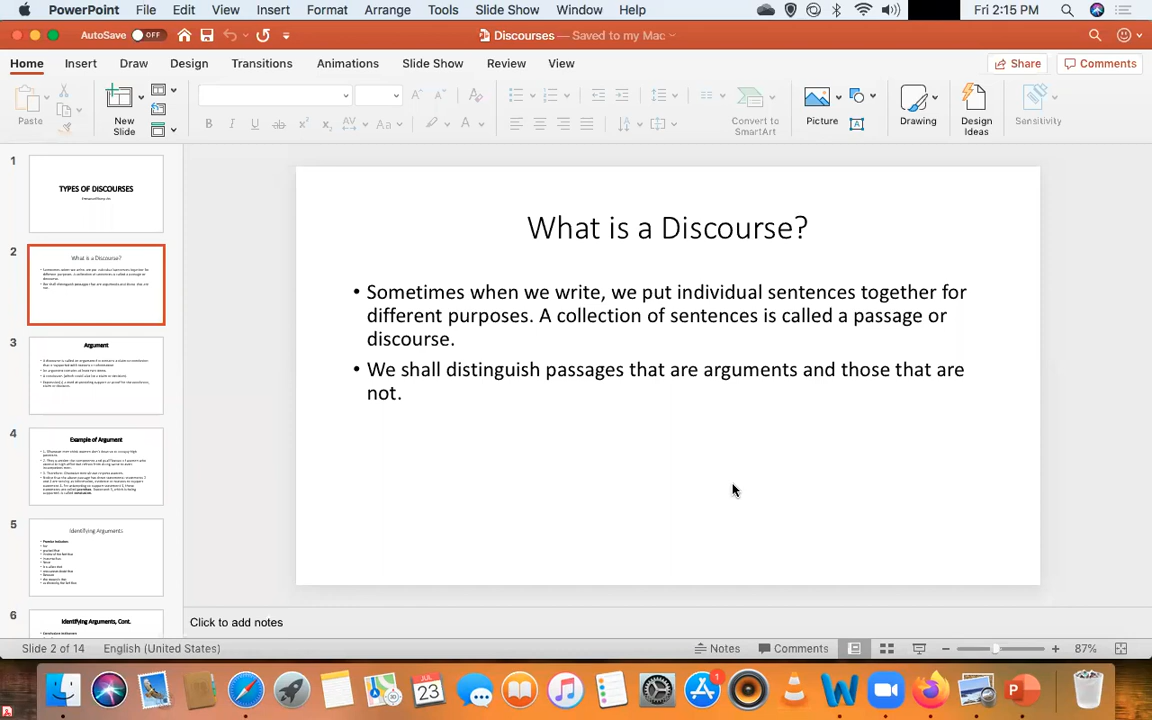 PowerPoint File Edit View Insert Format Arrange Tools Slide Show Window Help Fri 2:15 PM
AutoSave OFF Discourses — Saved to my Mac
Home Insert Draw Design Transitions Animations Slide Show Review View Share Comments
Paste New Slide Aa Convert to SmartArt Picture Drawing Design Ideas Sensitivity
1
TYPES OF DISCOURSES
2
What is a Discourse?
3
Argument
4
Example of Argument
5
Identifying Arguments
6
Identifying Arguments, Cont.
What is a Discourse?
• Sometimes when we write, we put individual sentences together for
different purposes. A collection of sentences is called a passage or
discourse.
• We shall distinguish passages that are arguments and those that are
not.
Click to add notes
Slide 2 of 14 English (United States) Notes Comments 87%
JUL
23
1